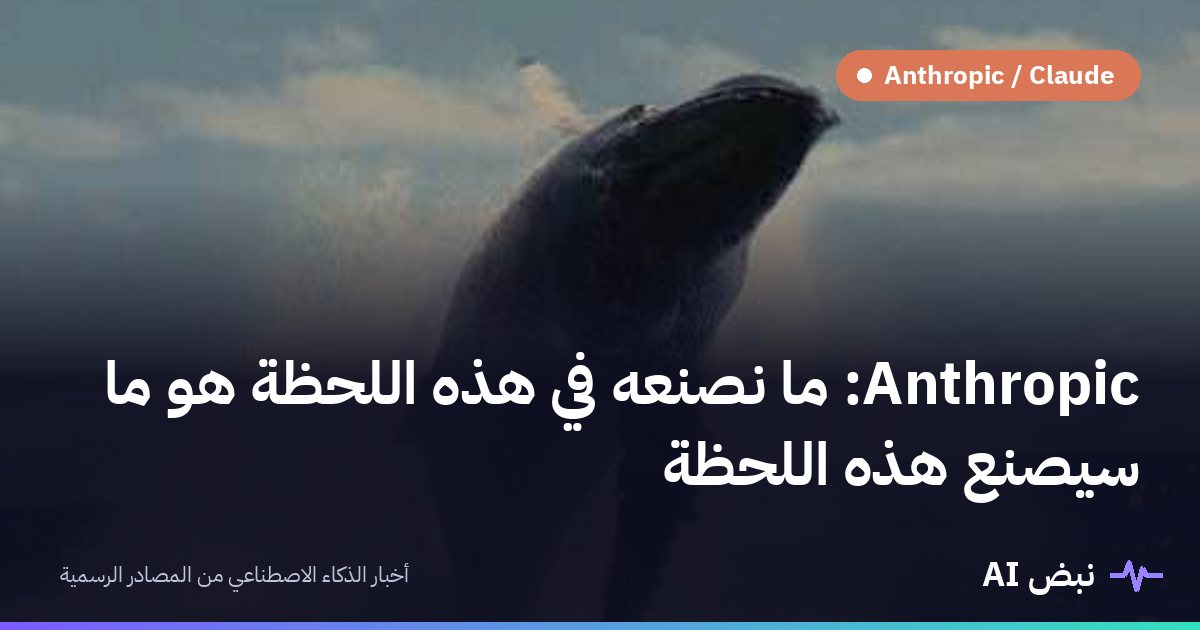 Anthropic / Claude
Anthropic: ما نصنعه في هذه اللحظة هو ما
سيصنع هذه اللحظة
نبض AI
أخبار الذكاء الاصطناعي من المصادر الرسمية